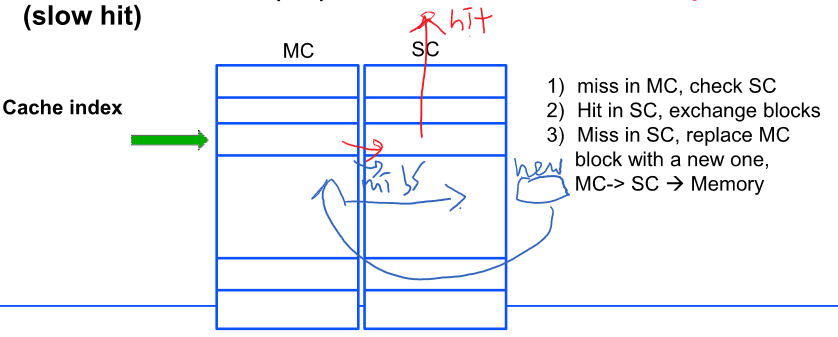 (slow hit)
hit
MC
SC
Cache index
1) miss in MC, check SC
2) Hit in SC, exchange blocks
3) Miss in SC, replace MC
block with a new one,
MC-> SC → Memory
new
miss